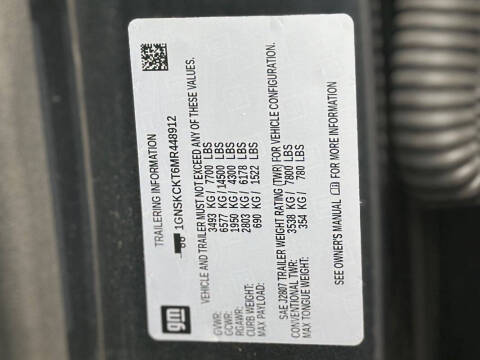 gm
TRAILERING INFORMATION
1GNSKCKT6MR448912
VEHICLE AND TRAILER MUST NOT EXCEED ANY OF THESE VALUES.
GVWR: 3493 KG / 7700 LBS
GCWR: 6577 KG / 14500 LBS
RGAWR: 1950 KG / 4300 LBS
CURB WEIGHT: 2803 KG / 6178 LBS
MAX PAYLOAD: 690 KG / 1522 LBS
SAE J2807 TRAILER WEIGHT RATING (TWR) FOR VEHICLE CONFIGURATION.
CONVENTIONAL TWR: 3538 KG / 7800 LBS
MAX TONGUE WEIGHT: 354 KG / 780 LBS
SEE OWNER'S MANUAL FOR MORE INFORMATION